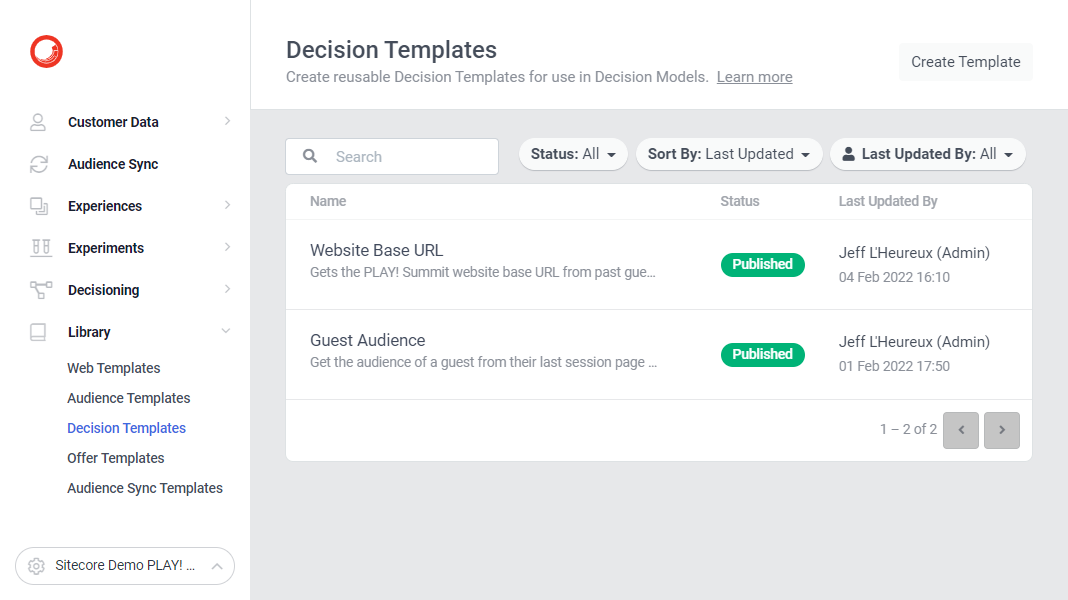 Customer Data
Audience Sync
Experiences
Experiments
Decisioning
Library
Web Templates
Audience Templates
Decision Templates
Offer Templates
Audience Sync Templates
Sitecore Demo PLAY! ...
Decision Templates
Create reusable Decision Templates for use in Decision Models. Learn more
Create Template
Search
Status: All
Sort By: Last Updated
Last Updated By: All
Name Status Last Updated By
Website Base URL
Gets the PLAY! Summit website base URL from past gue...
Published
Jeff L'Heureux (Admin)
04 Feb 2022 16:10
Guest Audience
Get the audience of a guest from their last session page ...
Published
Jeff L'Heureux (Admin)
01 Feb 2022 17:50
1 – 2 of 2